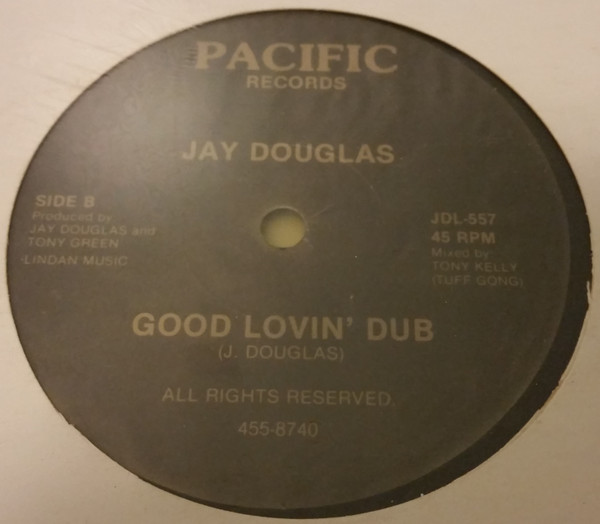 PACIFIC
RECORDS
JAY DOUGLAS
SIDE B
Produced by
JAY DOUGLAS and
TONY GREEN
LINDAN MUSIC
JDL-557
45 RPM
Mixed by
TONY KELLY
(TUFF GONG)
GOOD LOVIN' DUB
(J. DOUGLAS)
ALL RIGHTS RESERVED.
455-8740